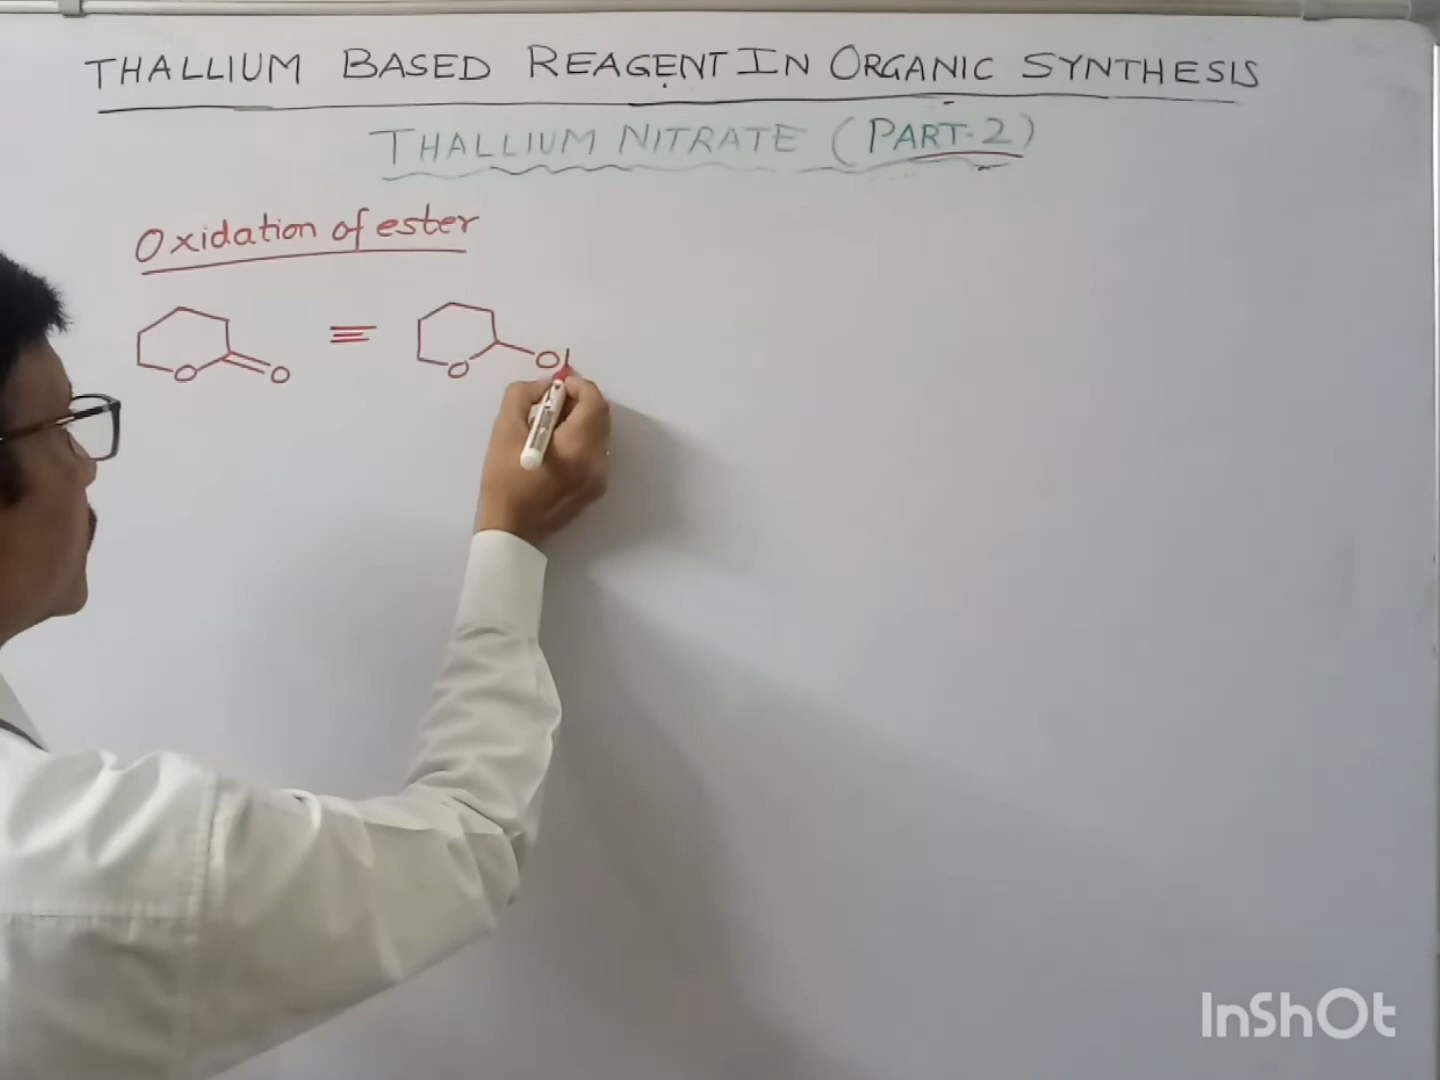 THALLIUM BASED REAGENT IN ORGANIC SYNTHESIS
THALLIUM NITRATE (PART-2)
Oxidation of ester
O O ≡ O O
InShOt